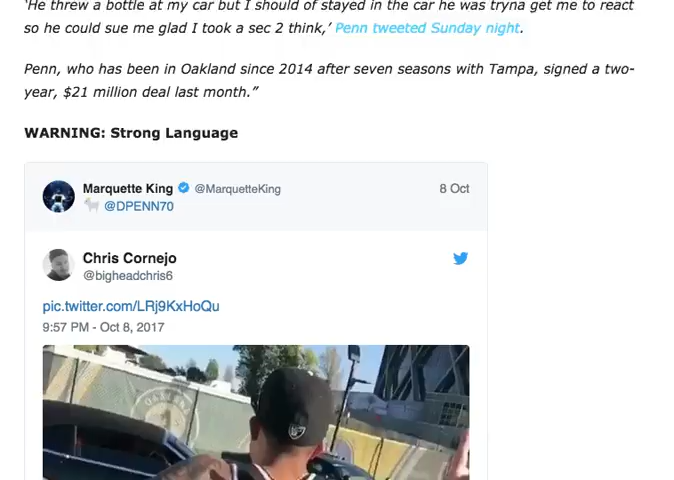 'He threw a bottle at my car but I should of stayed in the car he was tryna get me to react
so he could sue me glad I took a sec 2 think,' Penn tweeted Sunday night.
Penn, who has been in Oakland since 2014 after seven seasons with Tampa, signed a two-
year, $21 million deal last month."
WARNING: Strong Language
Marquette King @MarquetteKing 8 Oct
@DPENN70
Chris Cornejo
@bigheadchris6
pic.twitter.com/LRj9KxHoQu
9:57 PM - Oct 8, 2017